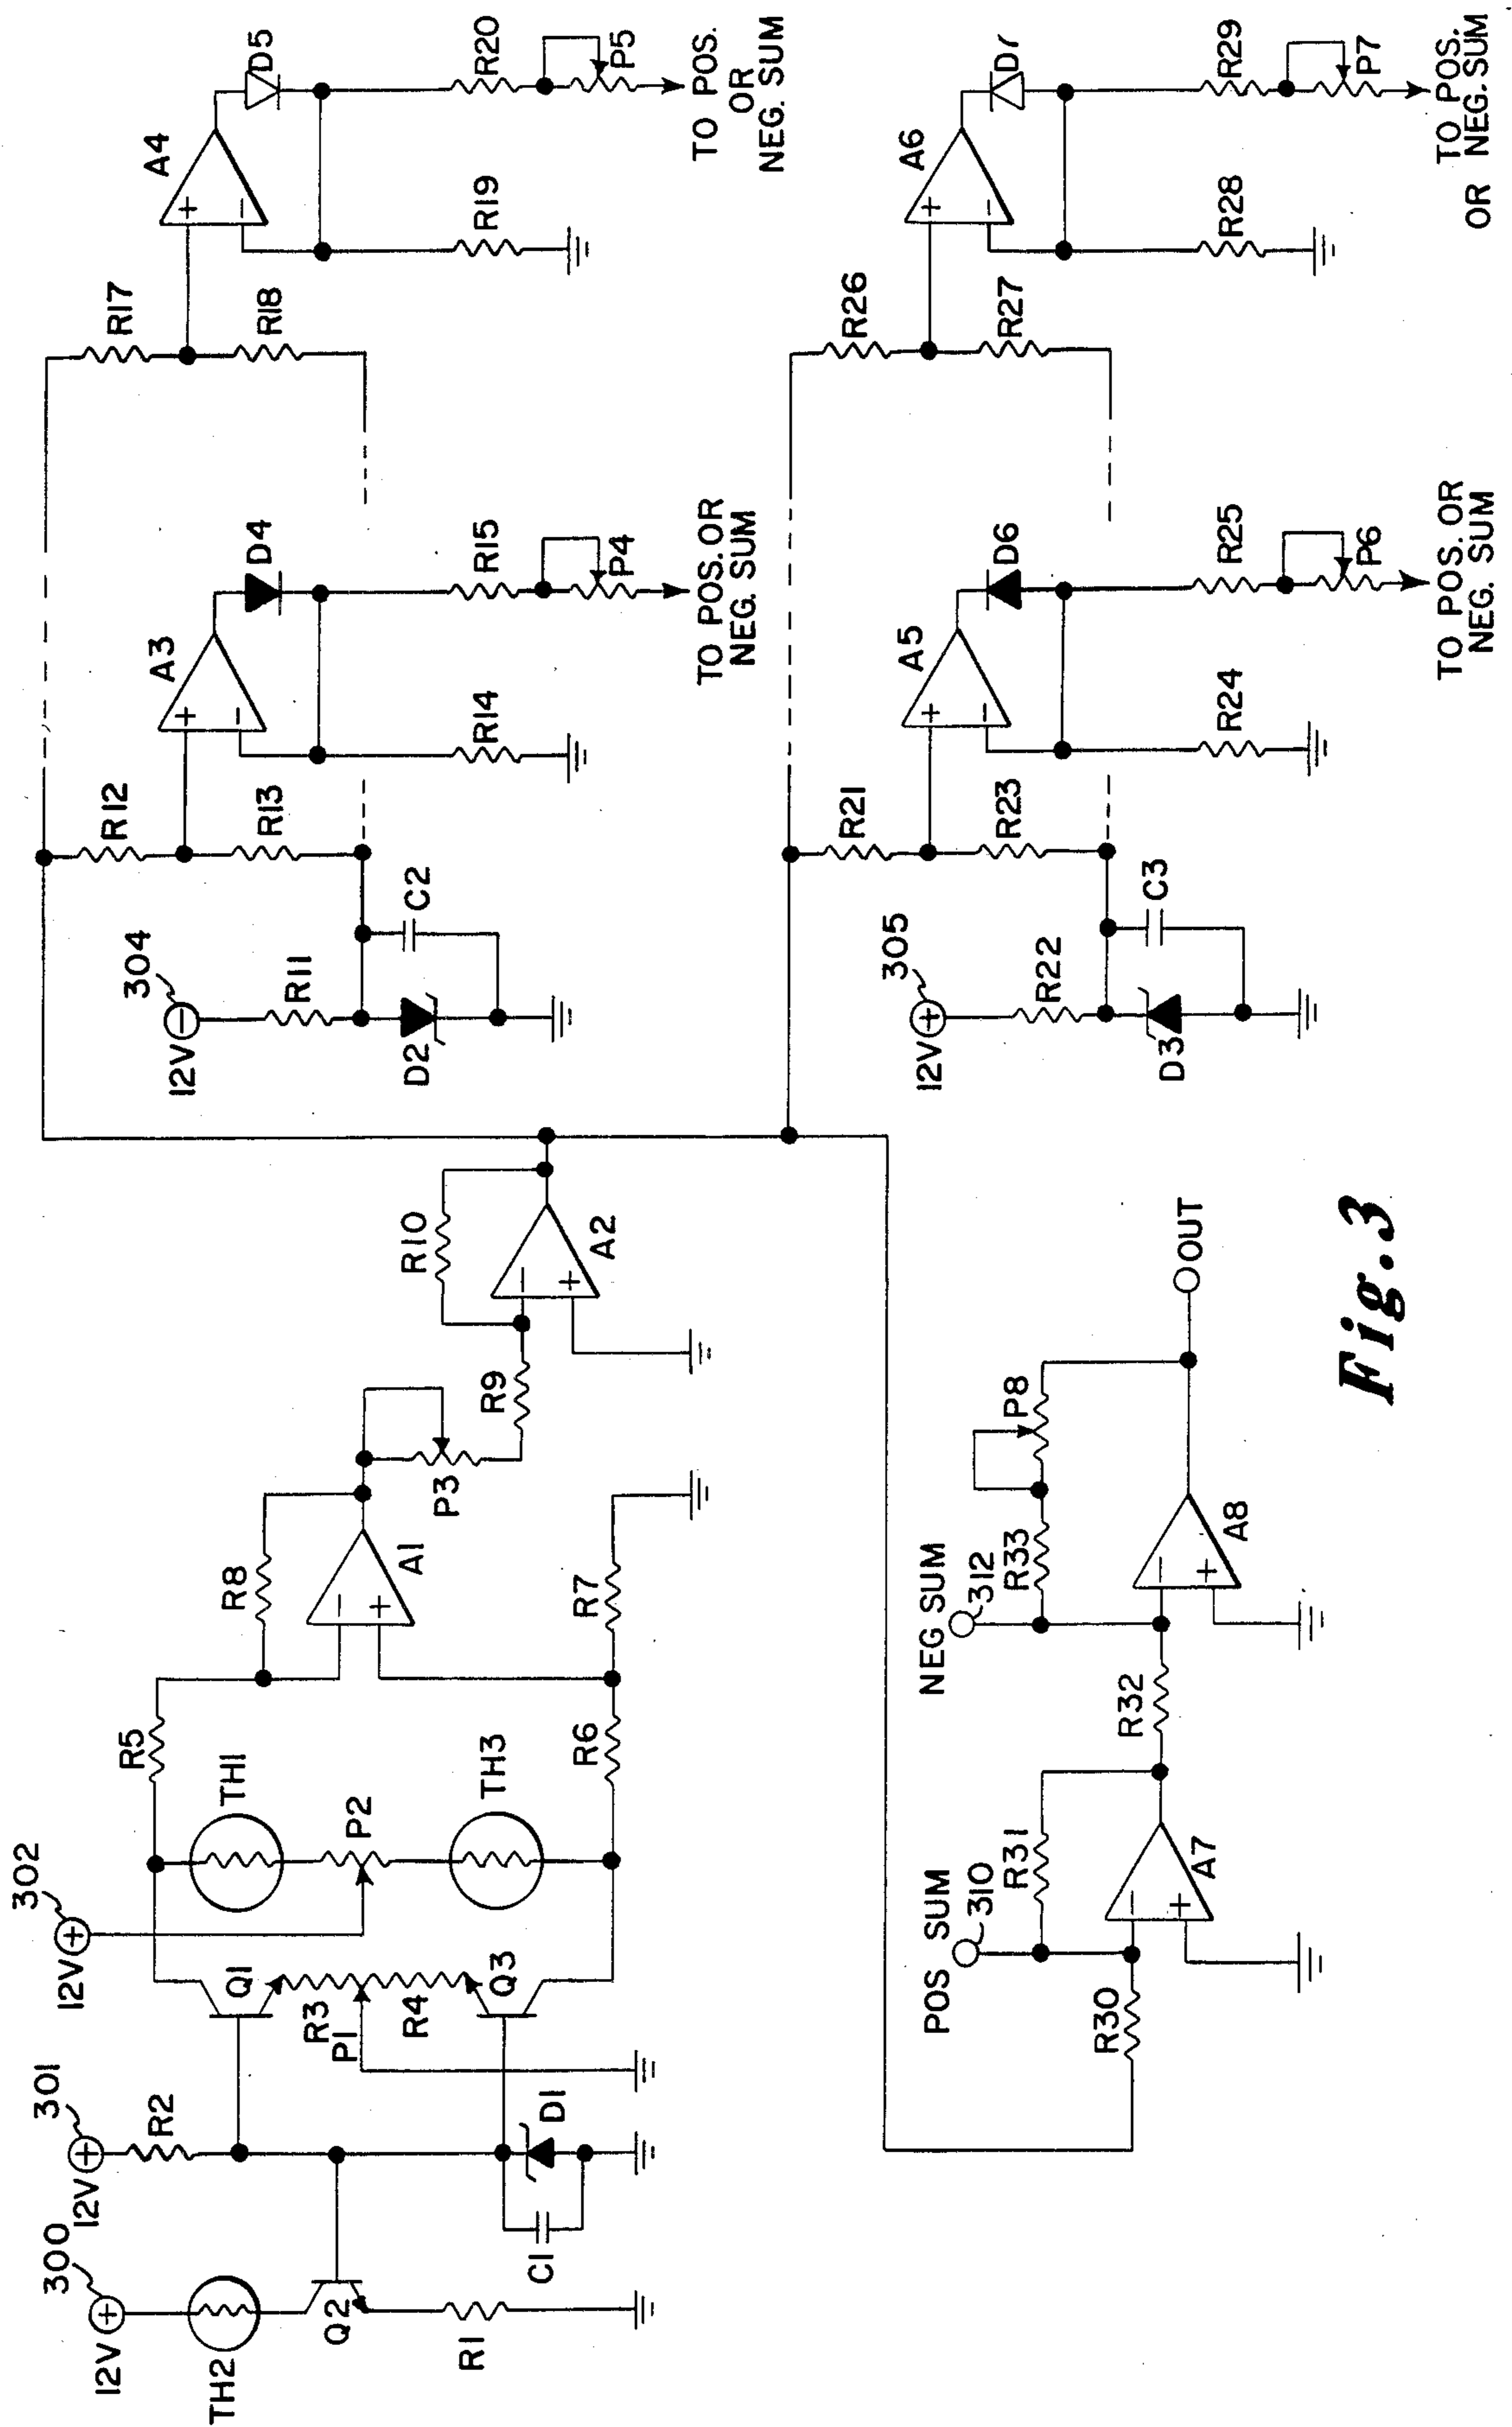 12V
300
TH2
Q2
R1
12V
301
R2
C1
D1
Q1
R3
P1
R4
Q3
12V
302
TH1
P2
TH3
R5
R6
R8
−
+
A1
R7
P3
R9
R10
−
+
A2
12V
304
R11
D2
C2
R12
R13
+
−
A3
D4
R14
R15
P4
TO POS. OR
NEG. SUM
R17
R18
+
−
A4
D5
R19
R20
P5
TO POS.
OR
NEG. SUM
12V
305
R22
D3
C3
R21
R23
+
−
A5
D6
R24
R25
P6
TO POS. OR
NEG. SUM
R26
R27
+
−
A6
D7
R28
R29
P7
TO POS.
OR NEG. SUM
POS SUM
310
R30
R31
−
+
A7
R32
NEG SUM
312
R33
P8
−
+
A8
OUT
Fig. 3